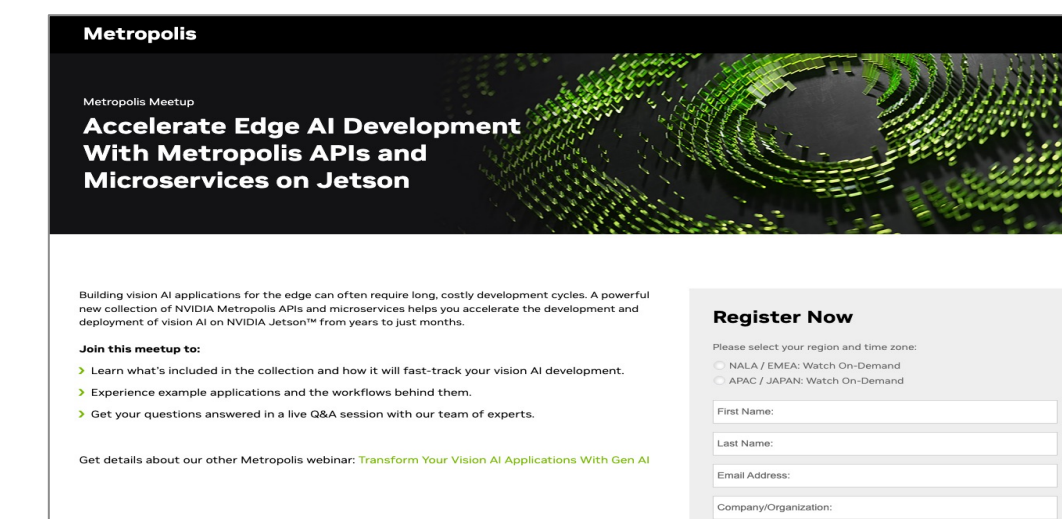 Metropolis
Metropolis Meetup
Accelerate Edge AI Development
With Metropolis APIs and
Microservices on Jetson
Building vision AI applications for the edge can often require long, costly development cycles. A powerful
new collection of NVIDIA Metropolis APIs and microservices helps you accelerate the development and
deployment of vision AI on NVIDIA Jetson™ from years to just months.
Join this meetup to:
Learn what's included in the collection and how it will fast-track your vision AI development.
Experience example applications and the workflows behind them.
Get your questions answered in a live Q&A session with our team of experts.
Get details about our other Metropolis webinar: Transform Your Vision AI Applications With Gen AI
Register Now
Please select your region and time zone:
NALA / EMEA: Watch On-Demand
APAC / JAPAN: Watch On-Demand
First Name:
Last Name:
Email Address:
Company/Organization: